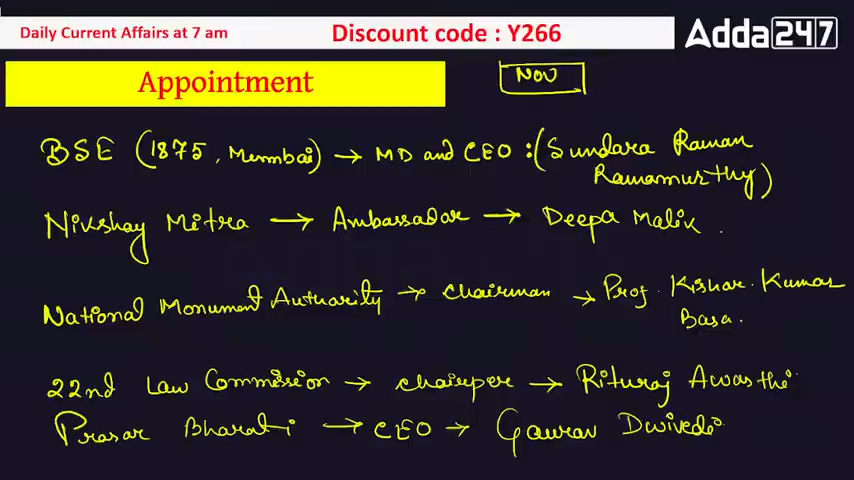 Daily Current Affairs at 7 am
Discount code : Y266
Adda247
Appointment
NOV
BSE (1875, Mumbai) → MD and CEO : (Sundara Raman
Ramamurthy)
Nikshay Mitra → Ambassador → Deepa Malik.
National Monument Authority → Chairman → Prof. Kishor. Kumar
Basa.
22nd Law Commission → Chairper → Rituraj Awasthi
Prasar Bharati → CEO → Gaurav Dwivedi